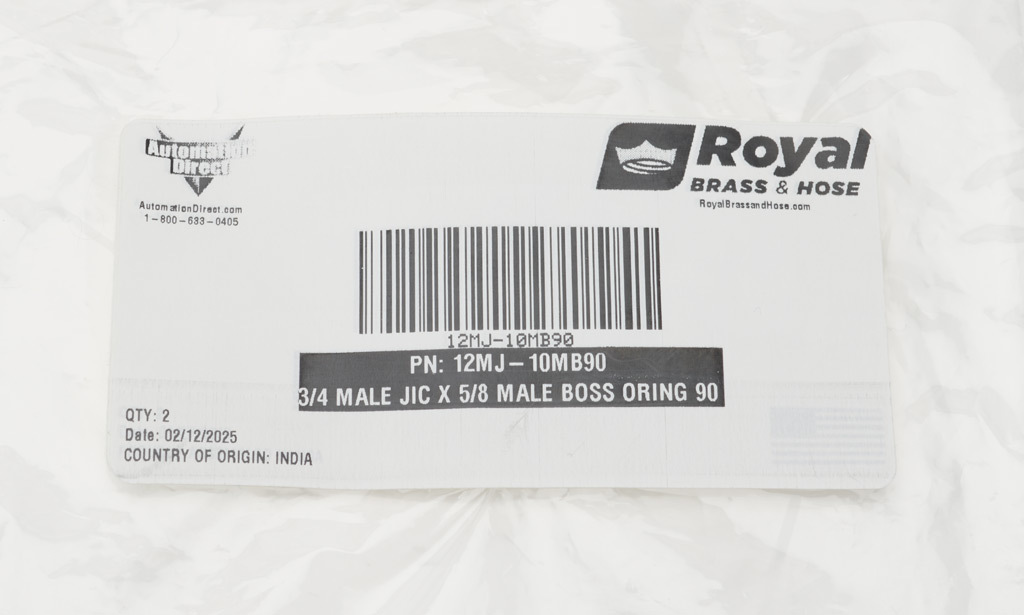 Automation
Direct
AutomationDirect.com
1-800-633-0405
Royal
BRASS & HOSE
RoyalBrassandHose.com
12MJ-10MB90
PN: 12MJ-10MB90
3/4 MALE JIC X 5/8 MALE BOSS ORING 90
QTY: 2
Date: 02/12/2025
COUNTRY OF ORIGIN: INDIA